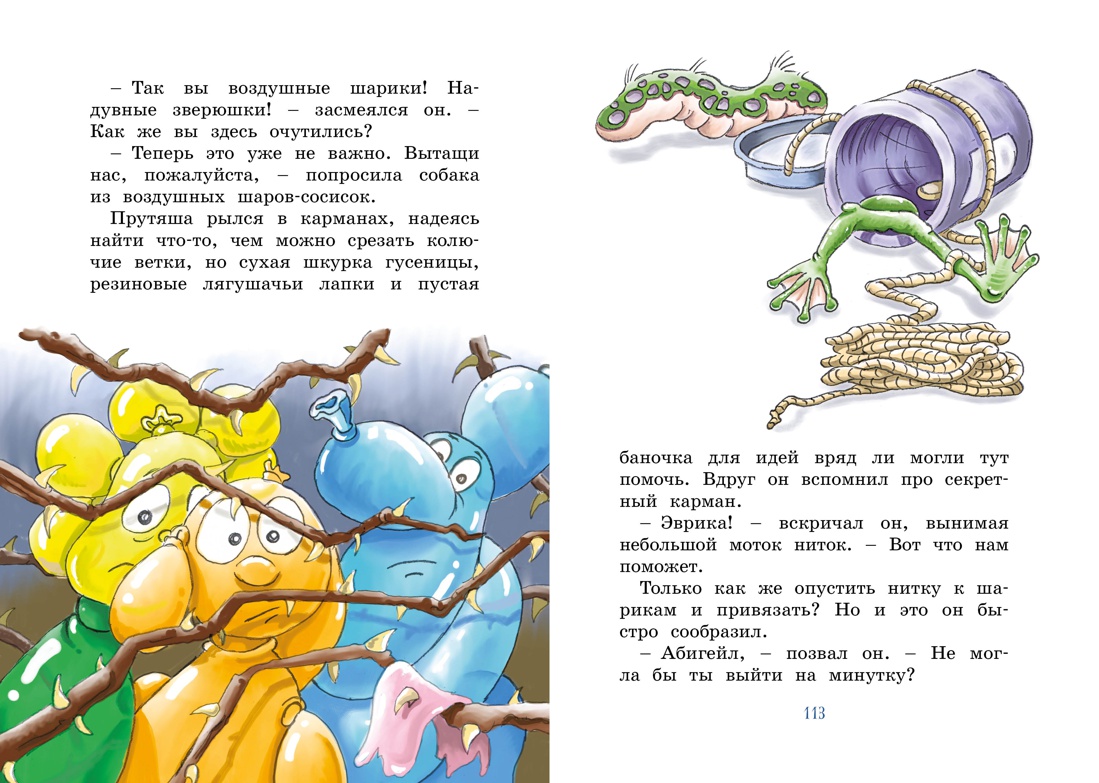 – Так вы воздушные шарики! На-
дувные зверюшки! – засмеялся он. –
Как же вы здесь очутились?
– Теперь это уже не важно. Вытащи
нас, пожалуйста, – попросила собака
из воздушных шаров-сосисок.
Прутяша рылся в карманах, надеясь
найти что-то, чем можно срезать колю-
чие ветки, но сухая шкурка гусеницы,
резиновые лягушачьи лапки и пустая
баночка для идей вряд ли могли тут
помочь. Вдруг он вспомнил про секрет-
ный карман.
– Эврика! – вскричал он, вынимая
небольшой моток ниток. – Вот что нам
поможет.
Только как же опустить нитку к ша-
рикам и привязать? Но и это он бы-
стро сообразил.
– Абигейл, – позвал он. – Не мог-
ла бы ты выйти на минутку?
113